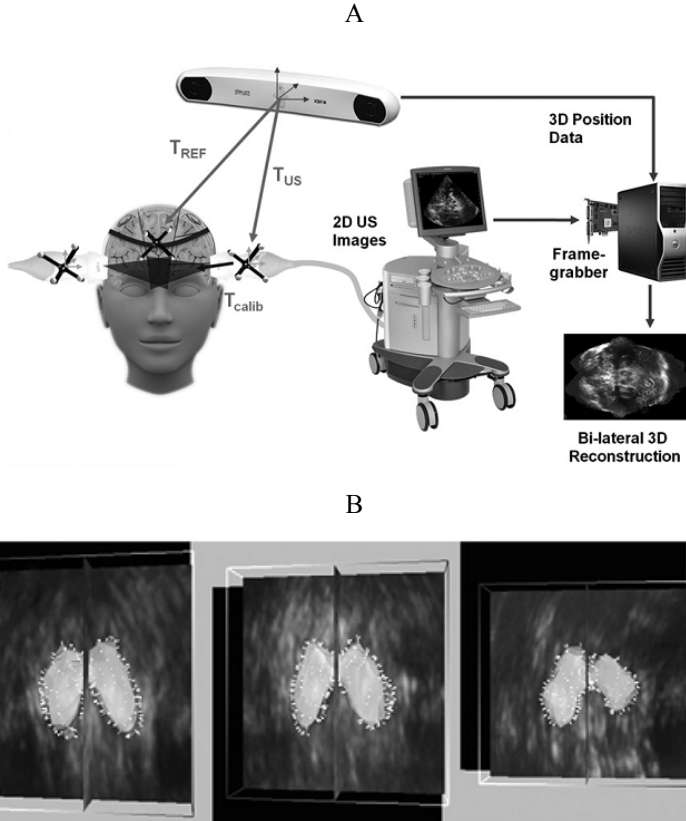 A
3D Position
Data
T_REF
T_US
2D US
Images
Frame-
grabber
T_calib
Bi-lateral 3D
Reconstruction
B